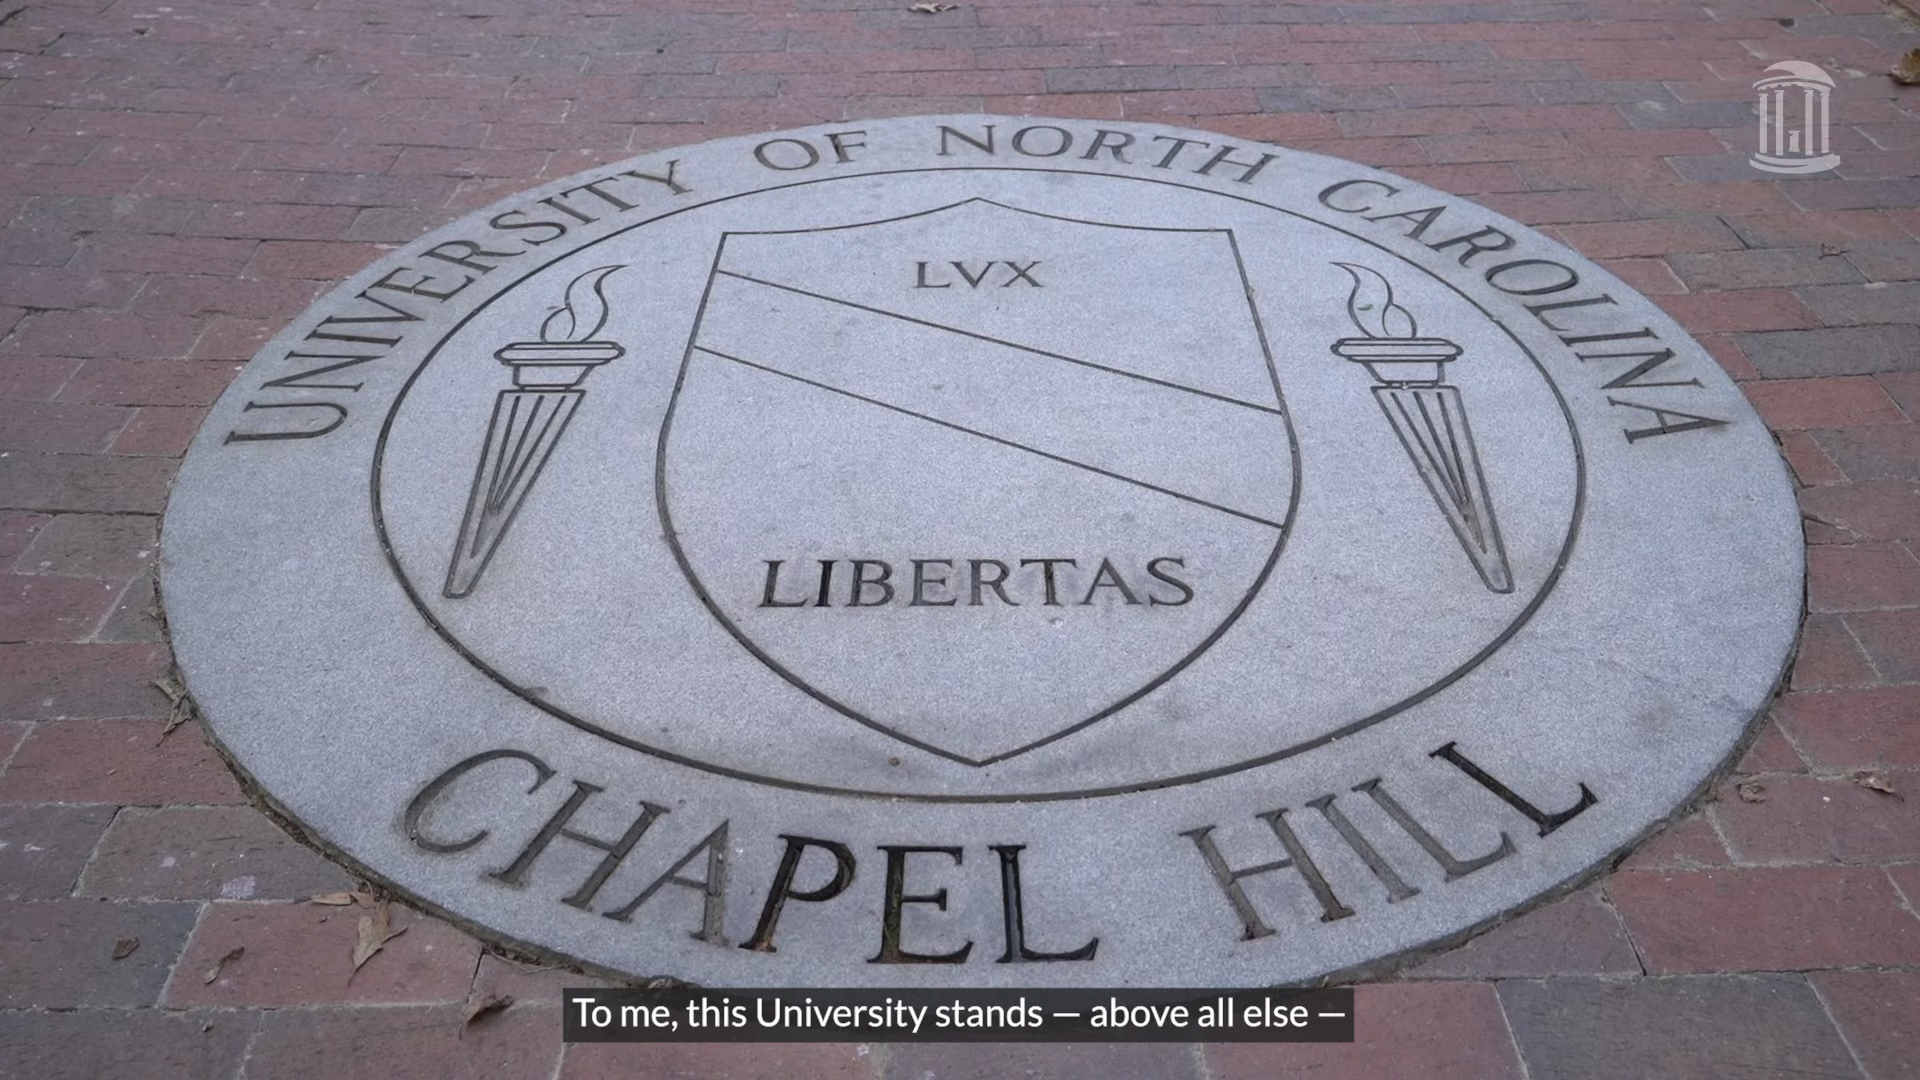 UNIVERSITY OF NORTH CAROLINA
LVX
LIBERTAS
CHAPEL HILL
To me, this University stands — above all else —